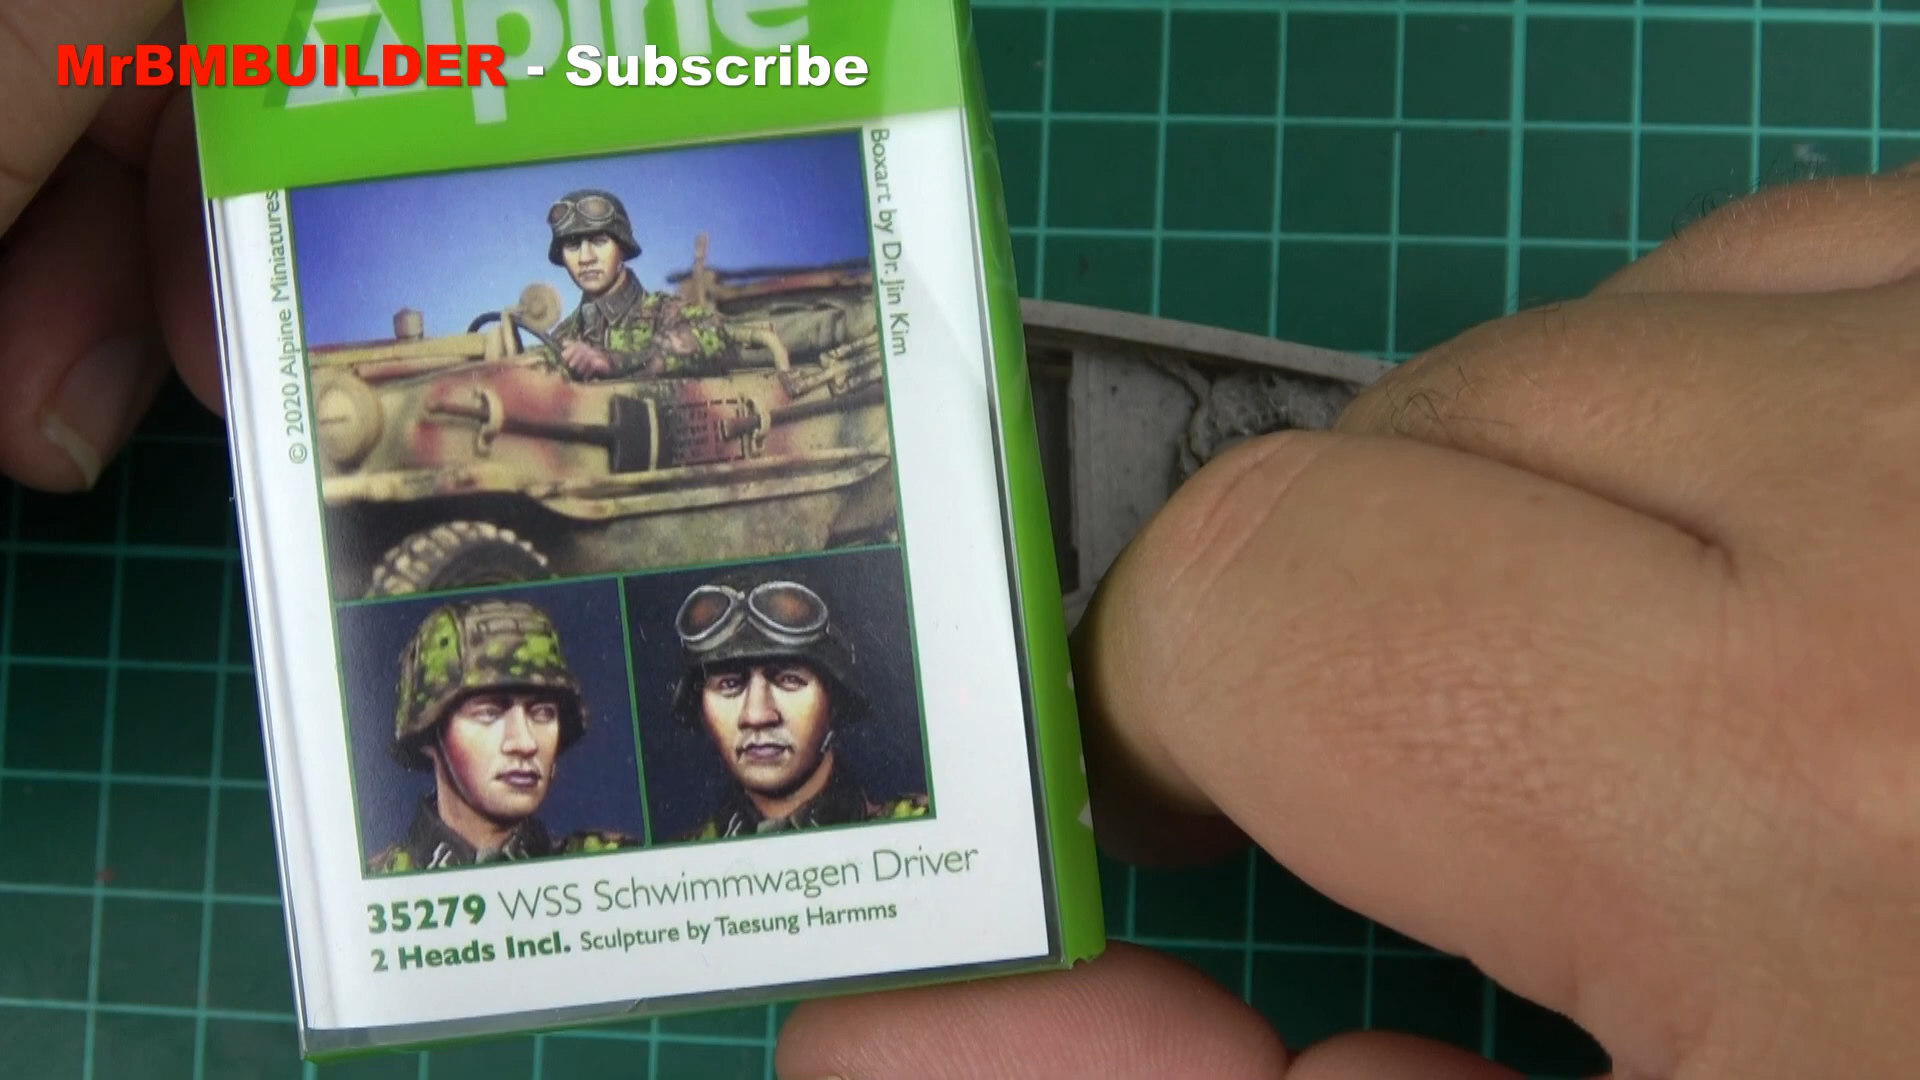 Alpine
MrBMBUILDER - Subscribe
© 2020 Alpine Miniatures
Boxart by Dr. Jin Kim
35279 WSS Schwimmwagen Driver
2 Heads Incl. Sculpture by Taesung Harmms